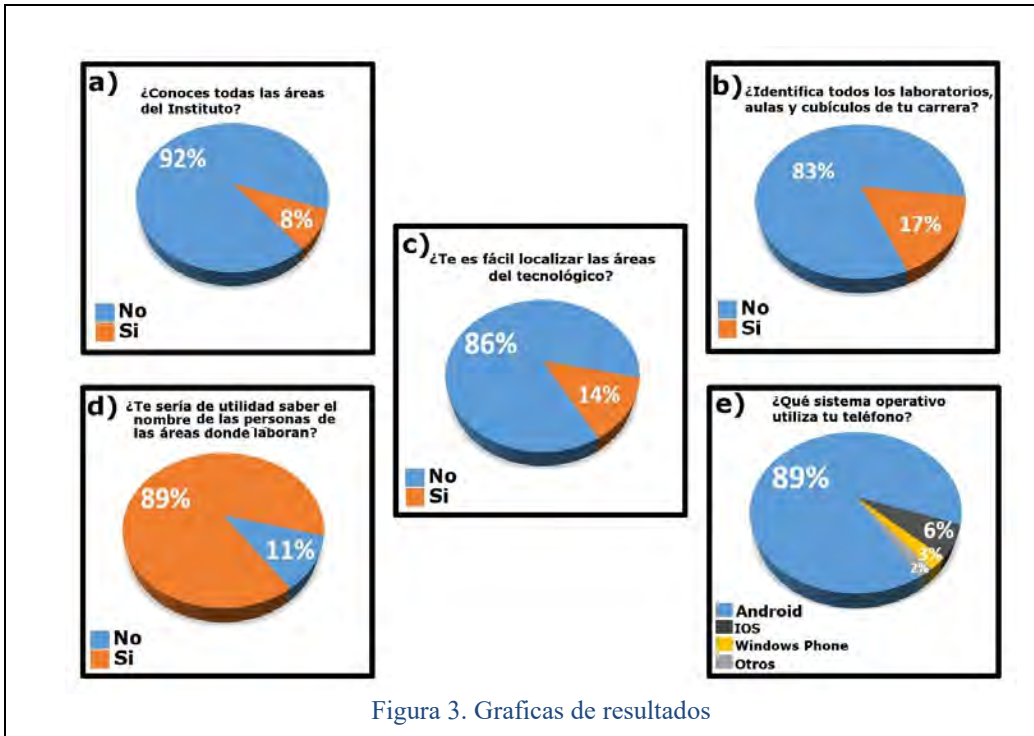 a) ¿Conoces todas las áreas
del Instituto?
92%
8%
No
Si
b) ¿Identifica todos los laboratorios,
aulas y cubículos de tu carrera?
83%
17%
No
Si
c) ¿Te es fácil localizar las áreas
del tecnológico?
86%
14%
No
Si
d) ¿Te sería de utilidad saber el
nombre de las personas de
las áreas donde laboran?
89%
11%
No
Si
e) ¿Qué sistema operativo
utiliza tu teléfono?
89%
6%
3%
2%
Android
IOS
Windows Phone
Otros
Figura 3. Graficas de resultados